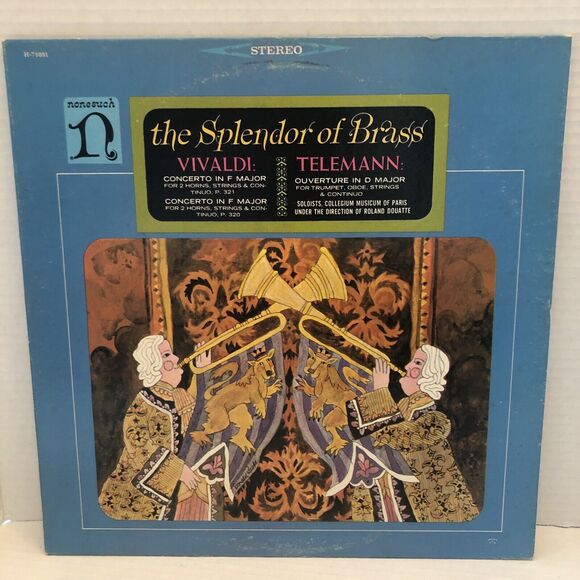 H-71091
STEREO
nonesuch
n
the Splendor of Brass
VIVALDI:
CONCERTO IN F MAJOR
FOR 2 HORNS, STRINGS & CON-
TINUO, P. 321
CONCERTO IN F MAJOR
FOR 2 HORNS, STRINGS & CON-
TINUO, P. 320
TELEMANN:
OUVERTURE IN D MAJOR
FOR TRUMPET, OBOE, STRINGS
& CONTINUO
SOLOISTS, COLLEGIUM MUSICUM OF PARIS
UNDER THE DIRECTION OF ROLAND DOUATTE